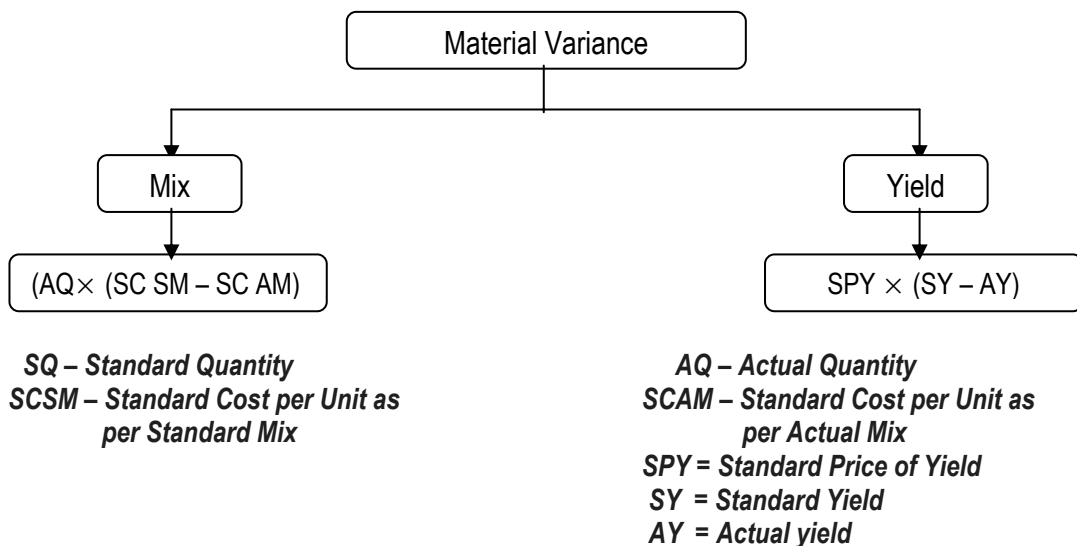 Material Variance
Mix
Yield
(AQ× (SC SM – SC AM)
SPY × (SY – AY)
SQ – Standard Quantity
SCSM – Standard Cost per Unit as
per Standard Mix
AQ – Actual Quantity
SCAM – Standard Cost per Unit as
per Actual Mix
SPY = Standard Price of Yield
SY = Standard Yield
AY = Actual yield